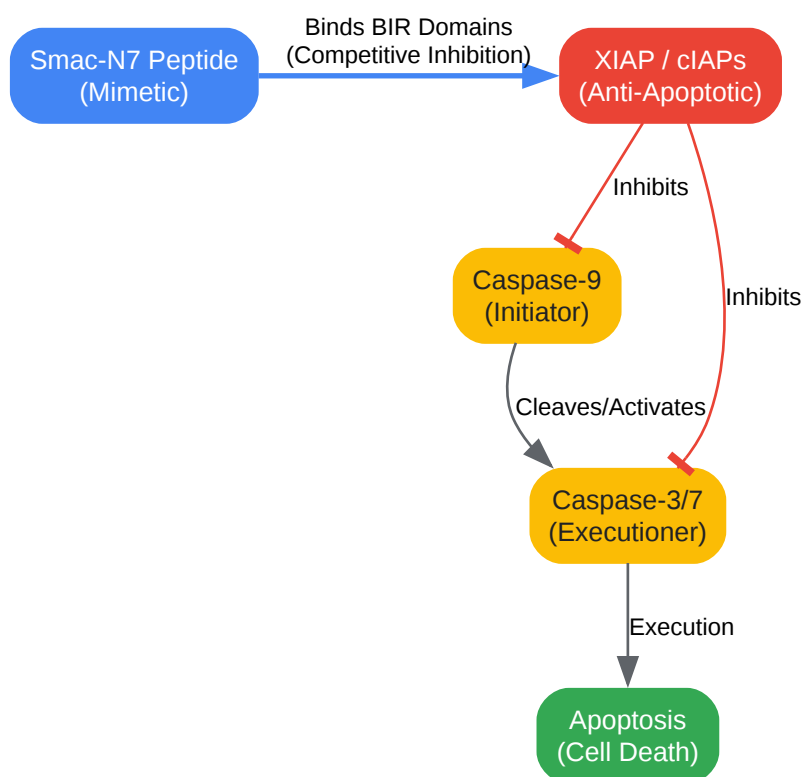 Binds BIR Domains
(Competitive Inhibition)
Smac-N7 Peptide
(Mimetic)
XIAP / cIAPs
(Anti-Apoptotic)
Inhibits
Caspase-9
(Initiator)
Inhibits
Cleaves/Activates
Caspase-3/7
(Executioner)
Execution
Apoptosis
(Cell Death)